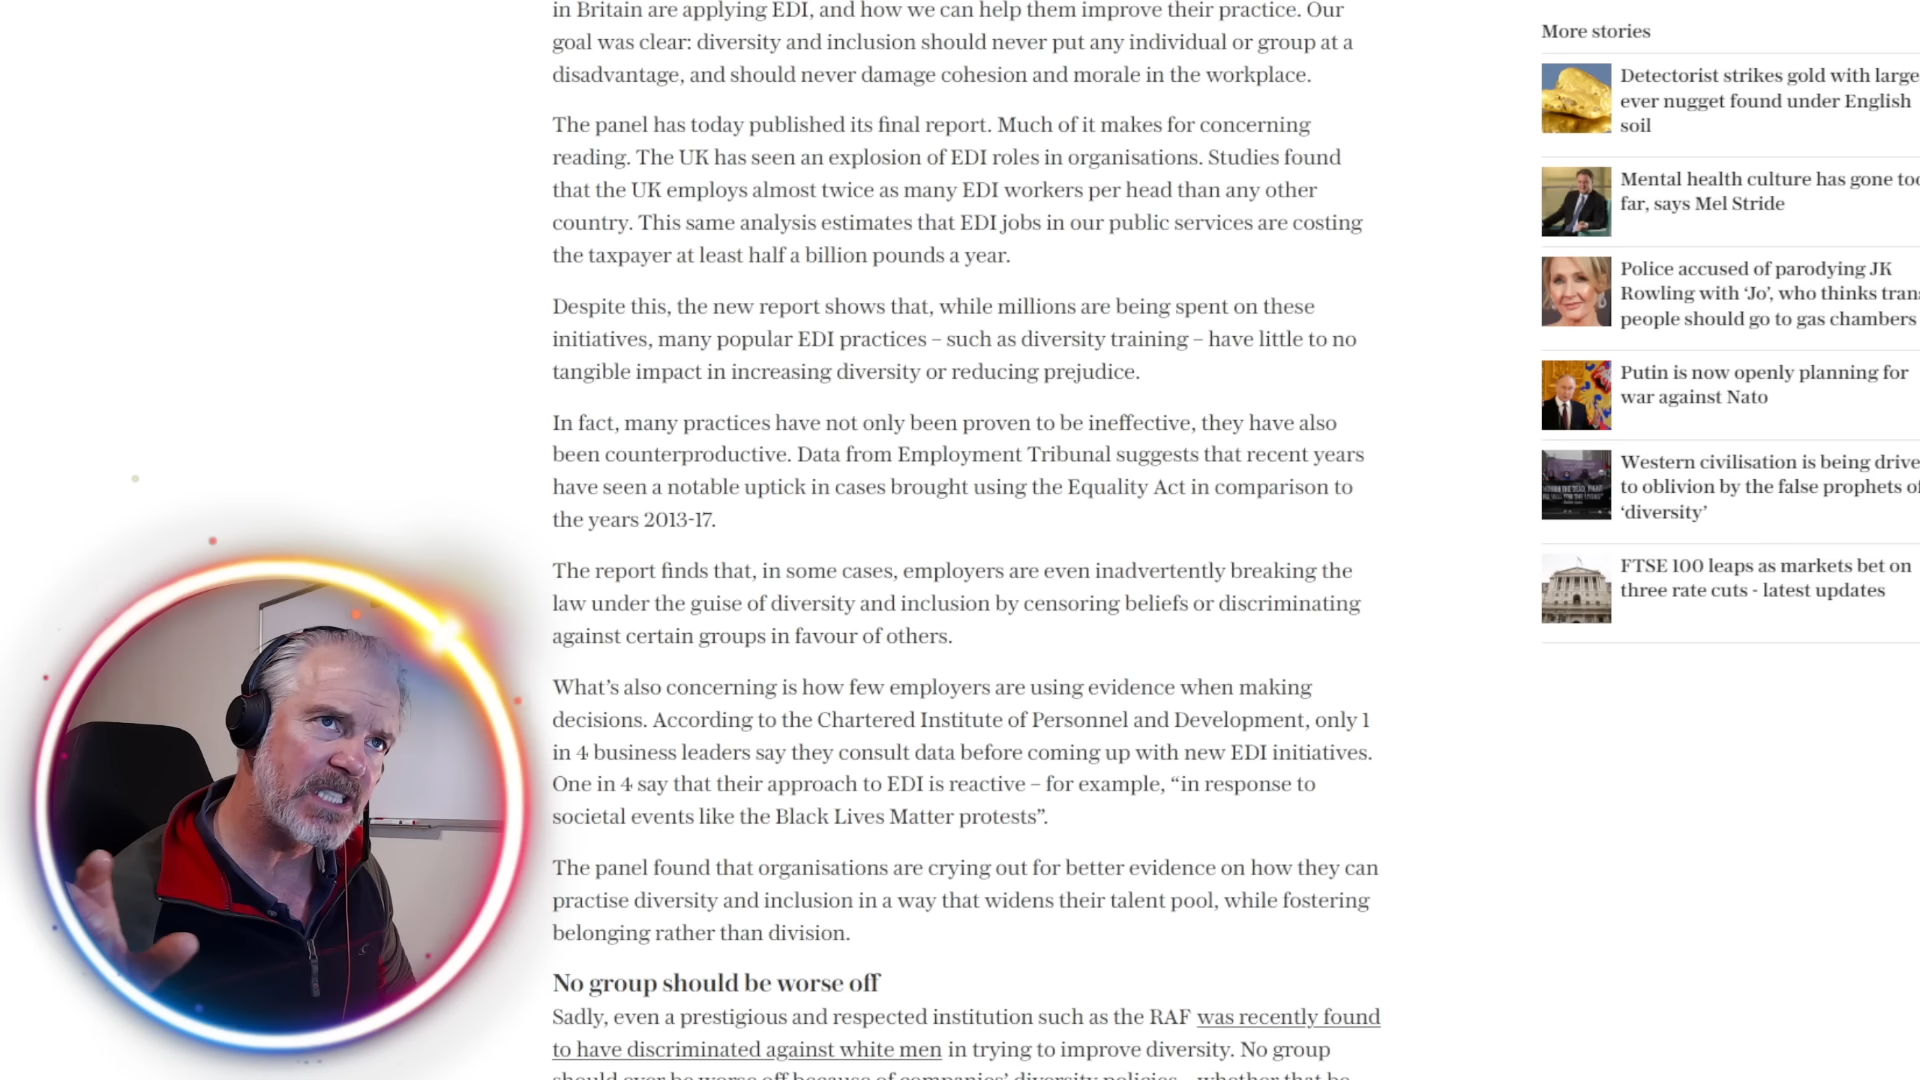 in Britain are applying EDI, and how we can help them improve their practice. Our
goal was clear: diversity and inclusion should never put any individual or group at a
disadvantage, and should never damage cohesion and morale in the workplace.
The panel has today published its final report. Much of it makes for concerning
reading. The UK has seen an explosion of EDI roles in organisations. Studies found
that the UK employs almost twice as many EDI workers per head than any other
country. This same analysis estimates that EDI jobs in our public services are costing
the taxpayer at least half a billion pounds a year.
Despite this, the new report shows that, while millions are being spent on these
initiatives, many popular EDI practices – such as diversity training – have little to no
tangible impact in increasing diversity or reducing prejudice.
In fact, many practices have not only been proven to be ineffective, they have also
been counterproductive. Data from Employment Tribunal suggests that recent years
have seen a notable uptick in cases brought using the Equality Act in comparison to
the years 2013-17.
The report finds that, in some cases, employers are even inadvertently breaking the
law under the guise of diversity and inclusion by censoring beliefs or discriminating
against certain groups in favour of others.
What’s also concerning is how few employers are using evidence when making
decisions. According to the Chartered Institute of Personnel and Development, only 1
in 4 business leaders say they consult data before coming up with new EDI initiatives.
One in 4 say that their approach to EDI is reactive – for example, “in response to
societal events like the Black Lives Matter protests”.
The panel found that organisations are crying out for better evidence on how they can
practise diversity and inclusion in a way that widens their talent pool, while fostering
belonging rather than division.
No group should be worse off
Sadly, even a prestigious and respected institution such as the RAF was recently found
to have discriminated against white men in trying to improve diversity. No group
should ever be worse off because of companies’ diversity policies – whether that be
More stories
Detectorist strikes gold with large
ever nugget found under English
soil
Mental health culture has gone too
far, says Mel Stride
Police accused of parodying JK
Rowling with ‘Jo’, who thinks trans
people should go to gas chambers
Putin is now openly planning for
war against Nato
Western civilisation is being drive
to oblivion by the false prophets of
‘diversity’
FTSE 100 leaps as markets bet on
three rate cuts - latest updates